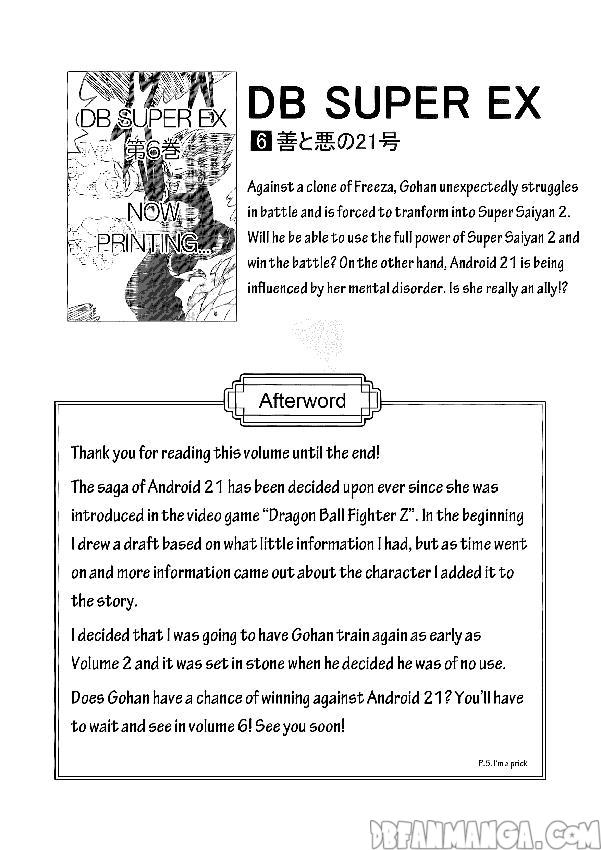 DB SUPER EX
第6巻
NOW
PRINTING...
DB SUPER EX
6 善と悪の21号
Against a clone of Freeza, Gohan unexpectedly struggles
in battle and is forced to tranform into Super Saiyan 2.
Will he be able to use the full power of Super Saiyan 2 and
win the battle? On the other hand, Android 21 is being
influenced by her mental disorder. Is she really an ally!?
Afterword
Thank you for reading this volume until the end!
The saga of Android 21 has been decided upon ever since she was
introduced in the video game “Dragon Ball Fighter Z”. In the beginning
I drew a draft based on what little information I had, but as time went
on and more information came out about the character I added it to
the story.
I decided that I was going to have Gohan train again as early as
Volume 2 and it was set in stone when he decided he was of no use.
Does Gohan have a chance of winning against Android 21? You'll have
to wait and see in volume 6! See you soon!
P.S. I'm a prick
DBFANMANGA.COM